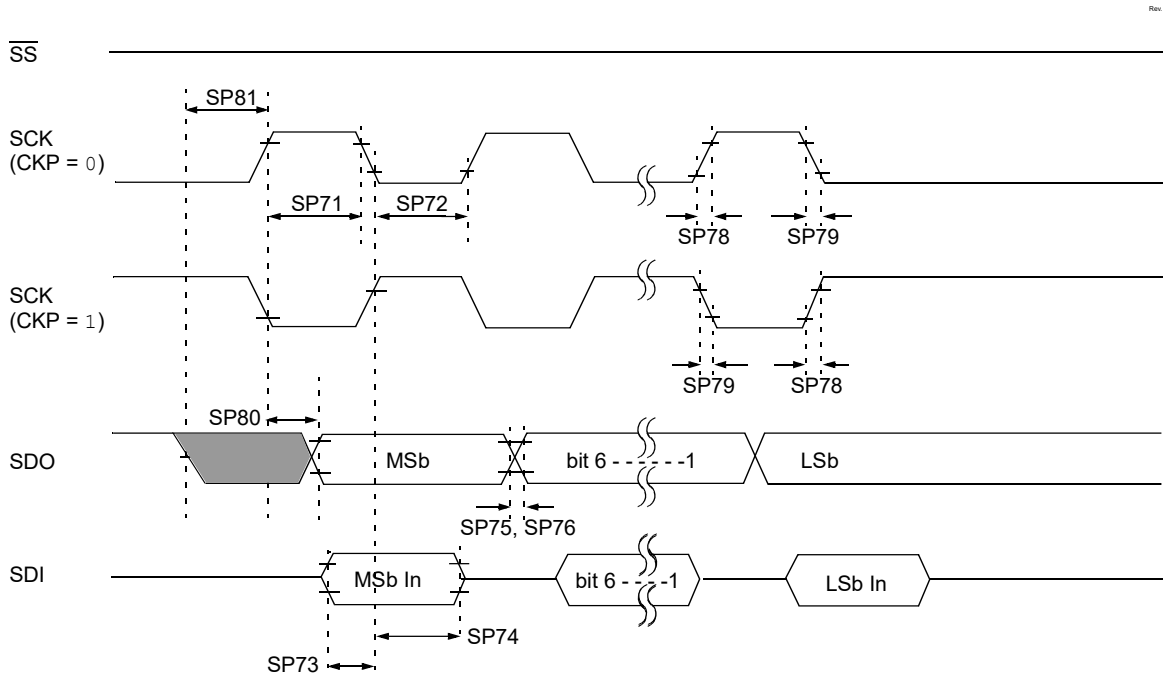 Rev.
SS
SP81
SCK
(CKP = 0)
SP71
SP72
SP78
SP79
SCK
(CKP = 1)
SP79
SP78
SP80
SDO
MSb
bit 6 - - - - - -1
LSb
SP75, SP76
SDI
MSb In
bit 6 - - - -1
LSb In
SP74
SP73